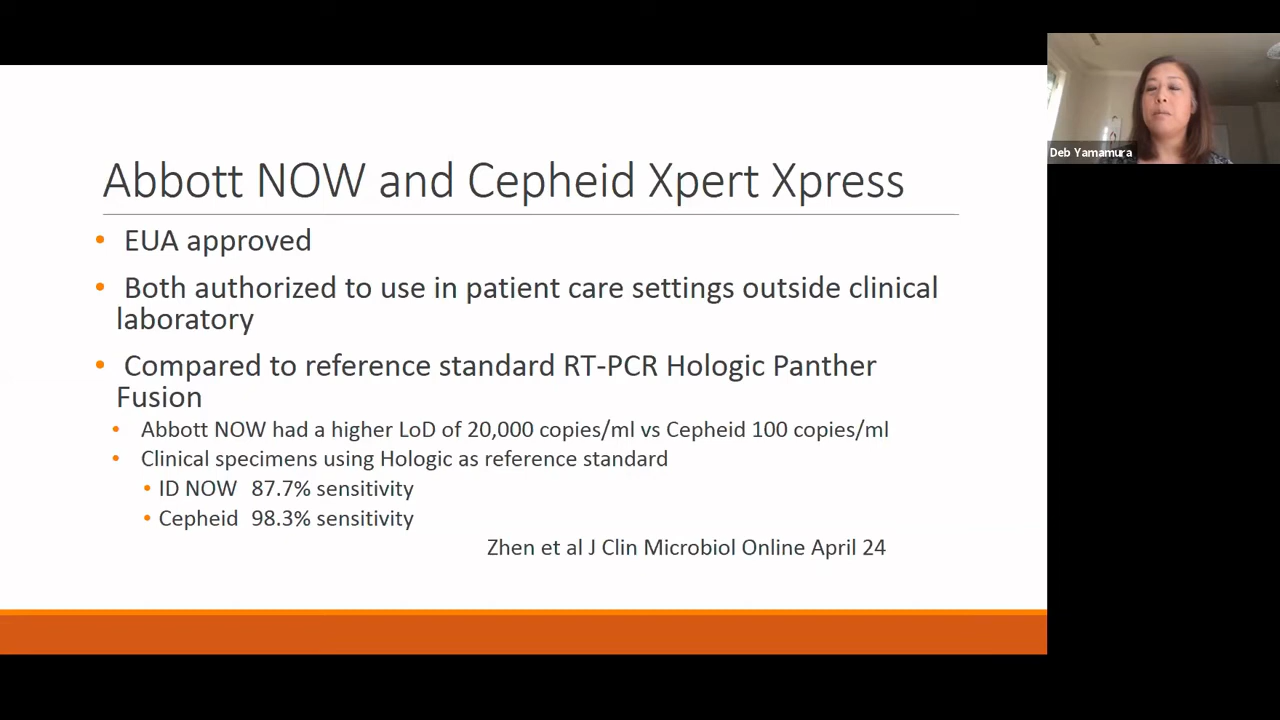 Abbott NOW and Cepheid Xpert Xpress
• EUA approved
• Both authorized to use in patient care settings outside clinical
laboratory
• Compared to reference standard RT-PCR Hologic Panther
Fusion
• Abbott NOW had a higher LoD of 20,000 copies/ml vs Cepheid 100 copies/ml
• Clinical specimens using Hologic as reference standard
• ID NOW 87.7% sensitivity
• Cepheid 98.3% sensitivity
Zhen et al J Clin Microbiol Online April 24
Deb Yamamura